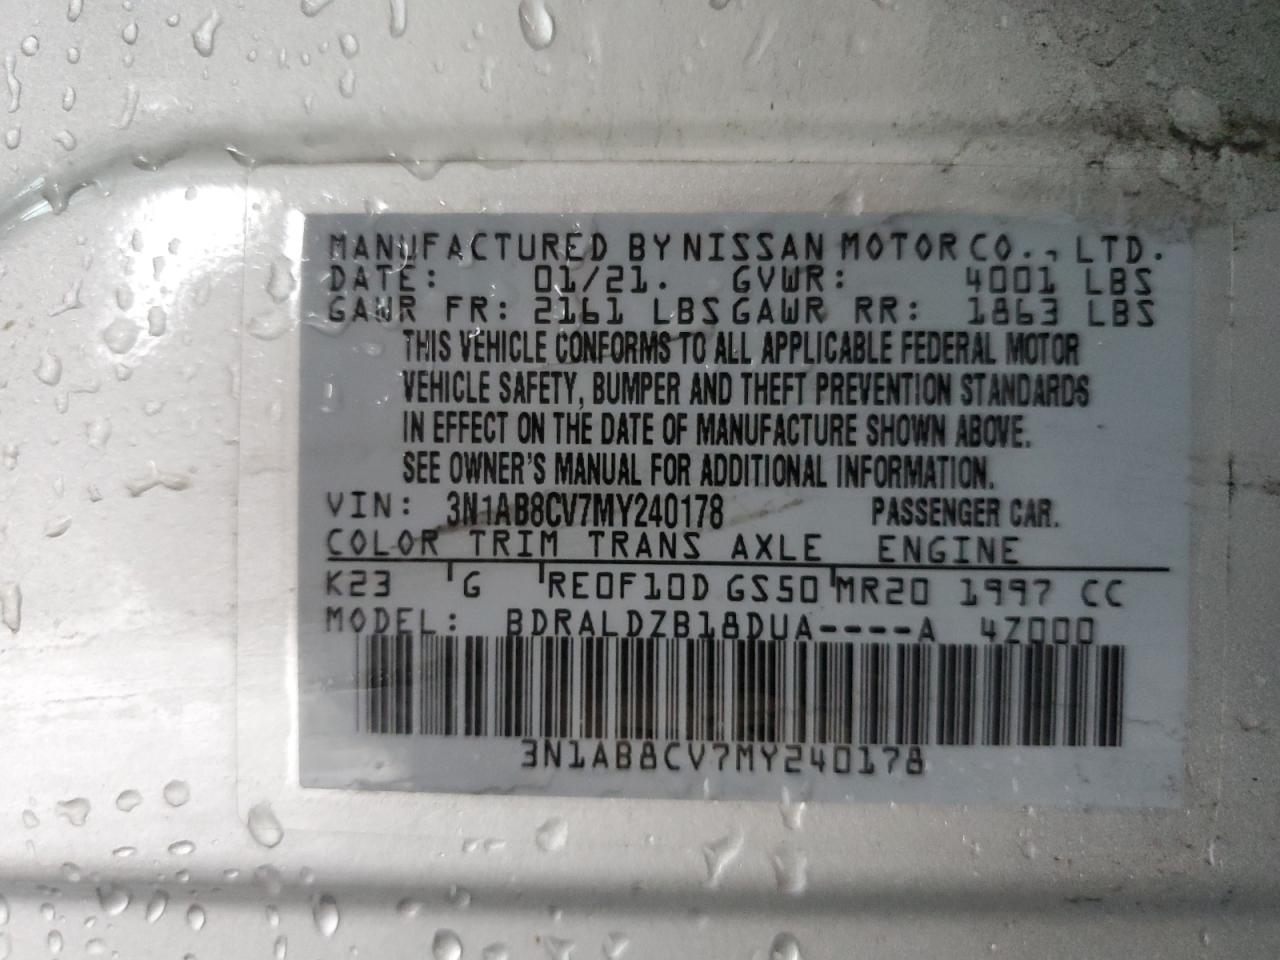 MANUFACTURED BY NISSAN MOTOR CO., LTD.
DATE: 01/21. GVWR: 4001 LBS
GAWR FR: 2161 LBS GAWR RR: 1863 LBS
THIS VEHICLE CONFORMS TO ALL APPLICABLE FEDERAL MOTOR
VEHICLE SAFETY, BUMPER AND THEFT PREVENTION STANDARDS
IN EFFECT ON THE DATE OF MANUFACTURE SHOWN ABOVE.
SEE OWNER'S MANUAL FOR ADDITIONAL INFORMATION.
VIN: 3N1AB8CV7MY240178 PASSENGER CAR.
COLOR TRIM TRANS AXLE ENGINE
K23 G RE0F10D GS50 MR20 1997 CC
MODEL: BDRALDZB18DUA----A 4Z000
3N1AB8CV7MY240178